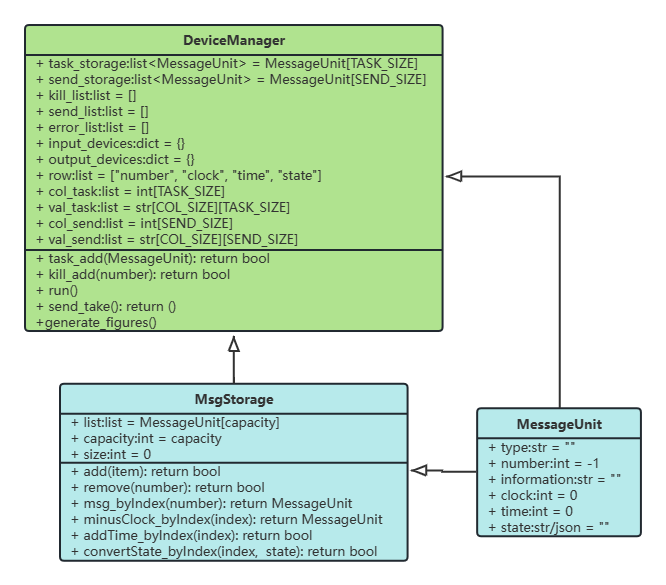 DeviceManager
+ task_storage:list<MessageUnit> = MessageUnit[TASK_SIZE]
+ send_storage:list<MessageUnit> = MessageUnit[SEND_SIZE]
+ kill_list:list = []
+ send_list:list = []
+ error_list:list = []
+ input_devices:dict = {}
+ output_devices:dict = {}
+ row:list = ["number", "clock", "time", "state"]
+ col_task:list = int[TASK_SIZE]
+ val_task:list = str[COL_SIZE][TASK_SIZE]
+ col_send:list = int[SEND_SIZE]
+ val_send:list = str[COL_SIZE][SEND_SIZE]
+ task_add(MessageUnit): return bool
+ kill_add(number): return bool
+ run()
+ send_take(): return ()
+generate_figures()
MsgStorage
+ list:list = MessageUnit[capacity]
+ capacity:int = capacity
+ size:int = 0
+ add(item): return bool
+ remove(number): return bool
+ msg_byIndex(number): return MessageUnit
+ minusClock_byIndex(index): return MessageUnit
+ addTime_byIndex(index): return bool
+ convertState_byIndex(index, state): return bool
MessageUnit
+ type:str = ""
+ number:int = -1
+ information:str = ""
+ clock:int = 0
+ time:int = 0
+ state:str/json = ""